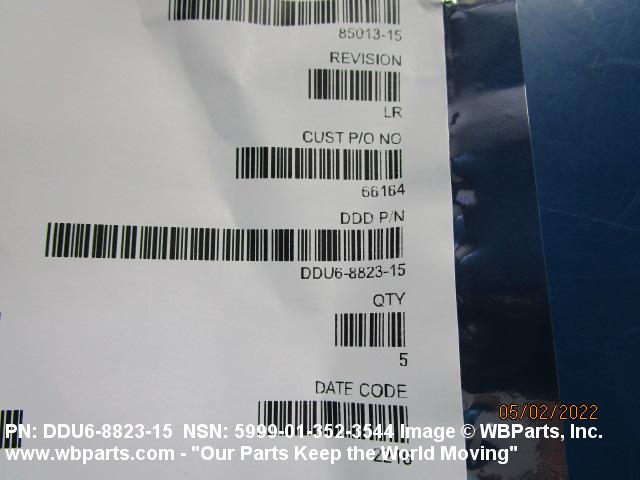 85013-15
REVISION
LR
CUST P/O NO
66164
DDD P/N
DDU6-8823-15
QTY
5
DATE CODE
05/02/2022
PN: DDU6-8823-15 NSN: 5999-01-352-3544 Image © WBParts, Inc.
www.wbparts.com - "Our Parts Keep the World Moving"